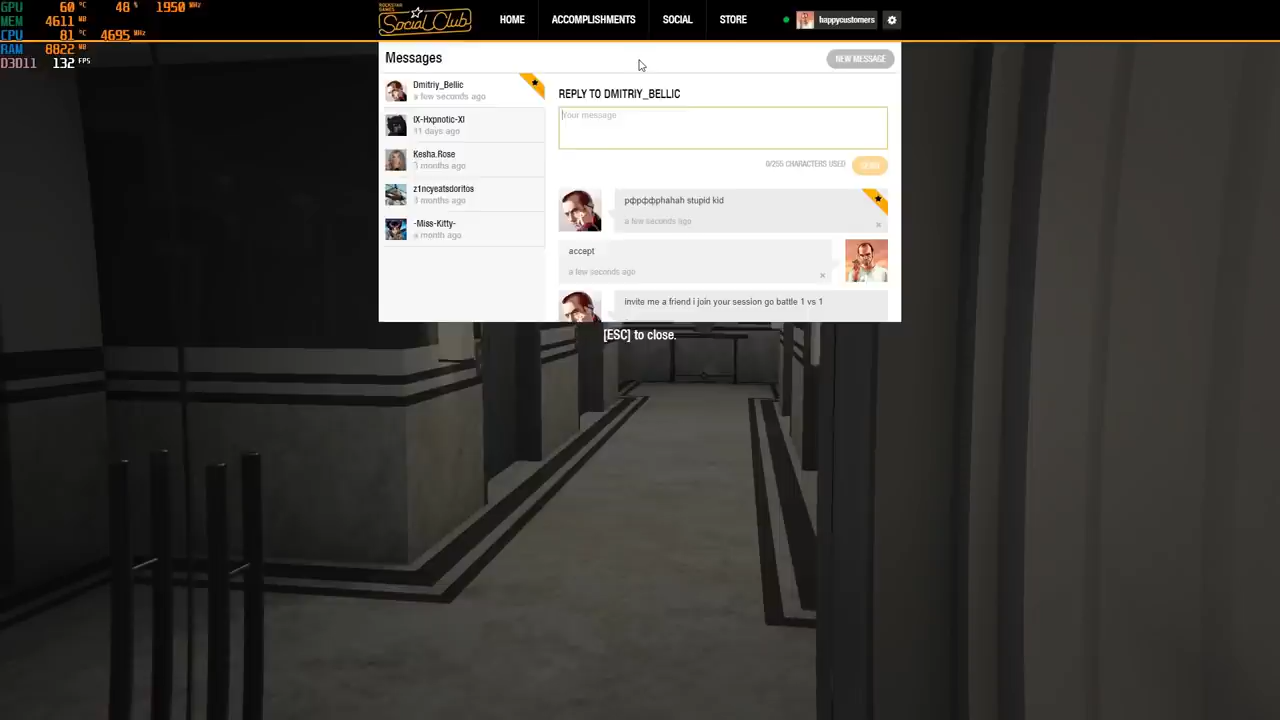 GPU 60 °C 48 % 1950 MHz
MEM 4611 MB
CPU 81 °C 4695 MHz
RAM 8822 MB
D3D11 132 FPS
ROCKSTAR GAMES
Social Club
HOME ACCOMPLISHMENTS SOCIAL STORE happycustomers
Messages
NEW MESSAGE
Dmitriy_Bellic
a few seconds ago
IX-Hxpnotic-XI
11 days ago
Kesha.Rose
3 months ago
z1ncyeatsdoritos
months ago
-Miss-Kitty-
a month ago
REPLY TO DMITRIY_BELLIC
Your message
0/255 CHARACTERS USED
SEND
рфрффphahah stupid kid
a few seconds ago
accept
a few seconds ago
invite me a friend i join your session go battle 1 vs 1
[ESC] to close.